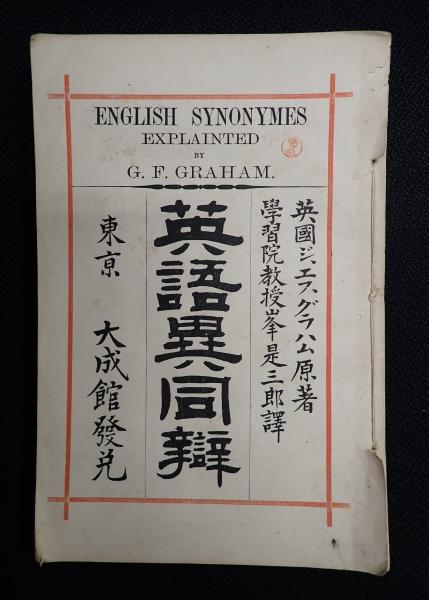 ENGLISH SYNONYMES
EXPLAINTED
BY
G. F. GRAHAM.
英國ジ、エフ、グラハム原著
學習院教授峯是三郎譯
英語異同辯
東京 大成館發兌